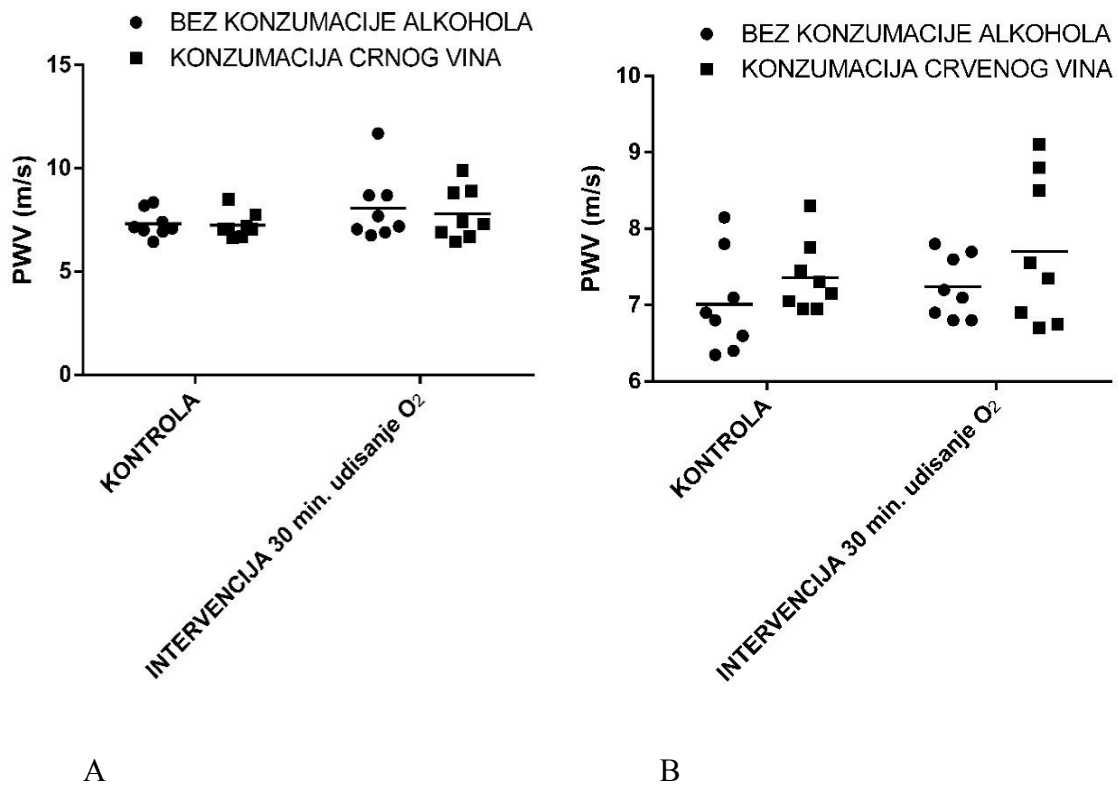 BEZ KONZUMACIJE ALKOHOLA
KONZUMACIJA CRNOG VINA
15
10
5
0
PWV (m/s)
KONTROLA
INTERVENCIJA 30 min. udisanje O2
A
BEZ KONZUMACIJE ALKOHOLA
KONZUMACIJA CRVENOG VINA
10
9
8
7
6
PWV (m/s)
KONTROLA
INTERVENCIJA 30 min. udisanje O2
B